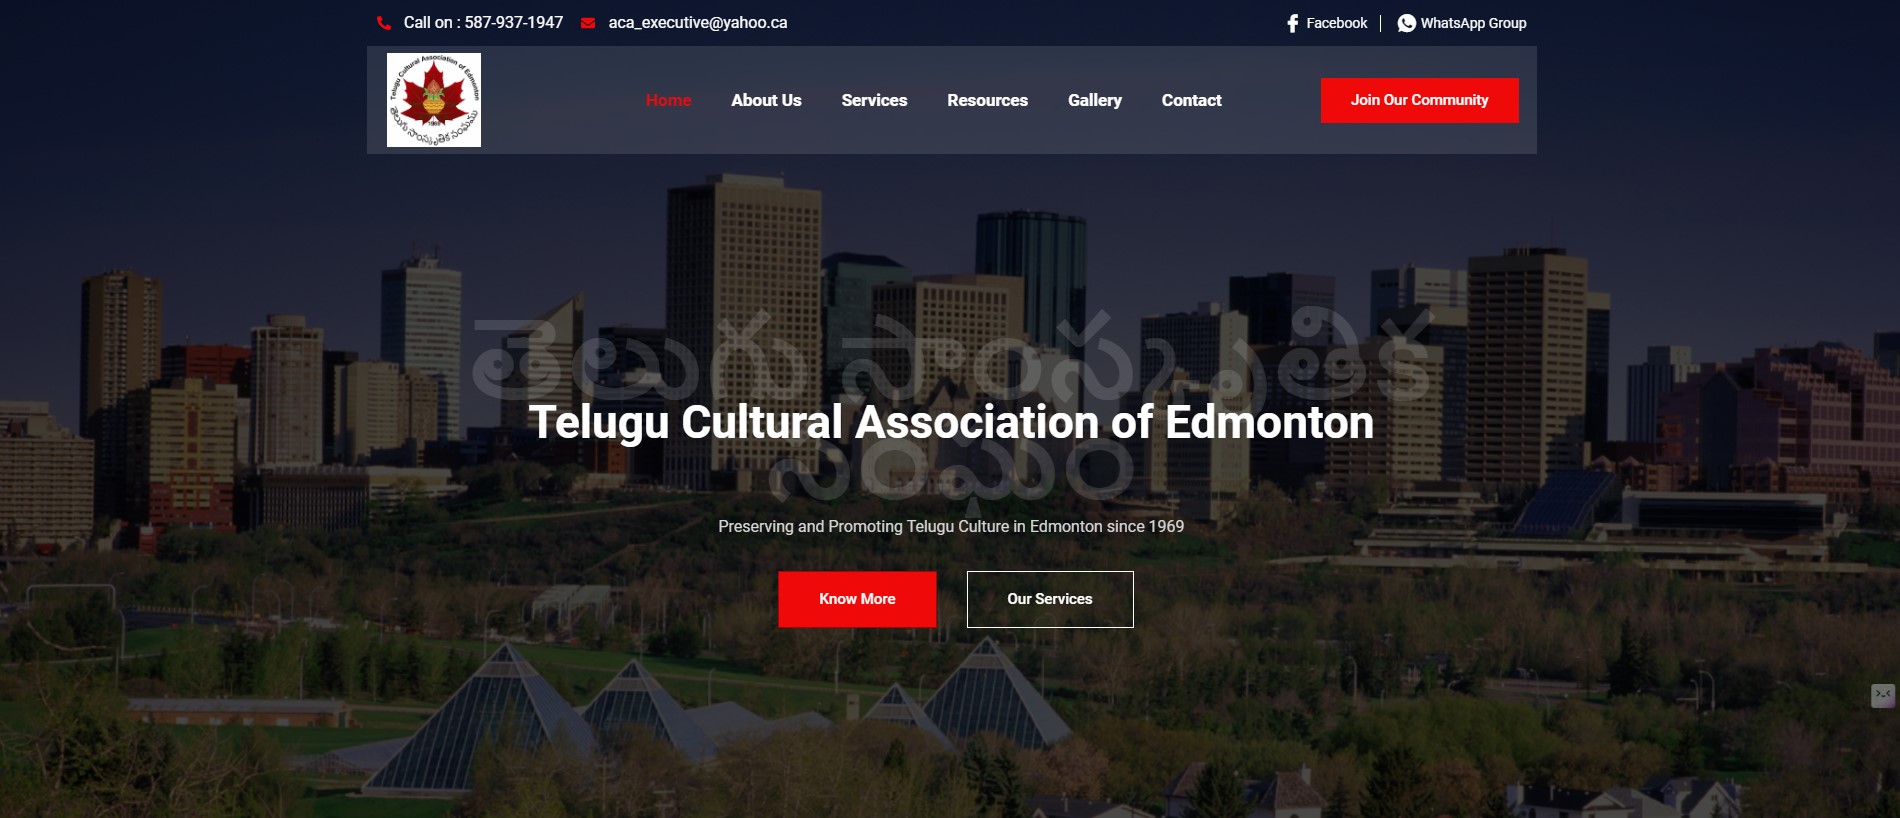 Call on : 587-937-1947 aca_executive@yahoo.ca Facebook WhatsApp Group
Telugu Cultural Association of Edmonton
1969
తెలుగు సాంస్కృతిక సంఘము
Home About Us Services Resources Gallery Contact Join Our Community
తెలుగు సాంస్కృతిక
Telugu Cultural Association of Edmonton
సంఘం
Preserving and Promoting Telugu Culture in Edmonton since 1969
Know More Our Services